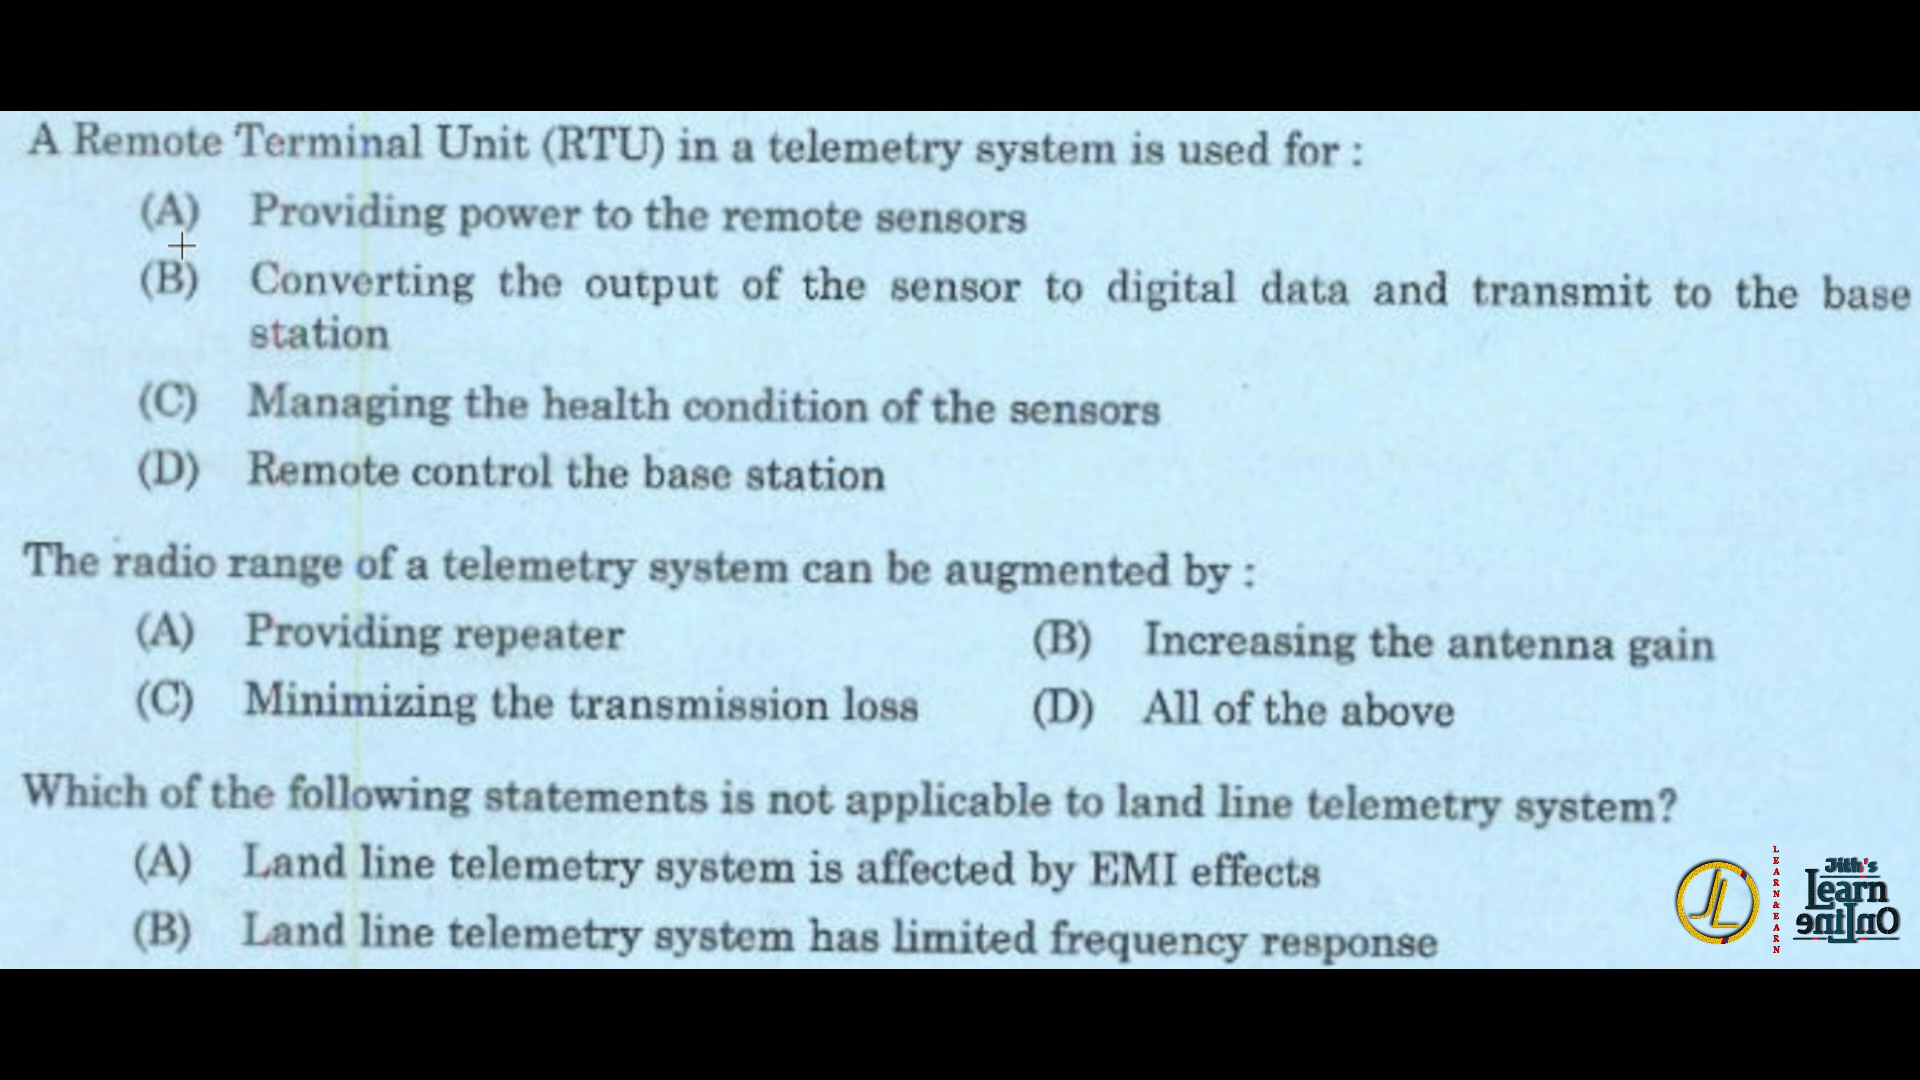 A Remote Terminal Unit (RTU) in a telemetry system is used for :
(A) Providing power to the remote sensors
(B) Converting the output of the sensor to digital data and transmit to the base
station
(C) Managing the health condition of the sensors
(D) Remote control the base station
The radio range of a telemetry system can be augmented by :
(A) Providing repeater (B) Increasing the antenna gain
(C) Minimizing the transmission loss (D) All of the above
Which of the following statements is not applicable to land line telemetry system?
(A) Land line telemetry system is affected by EMI effects
(B) Land line telemetry system has limited frequency response
JL
LEARN&EARN
Jith's
Learn
OnLine